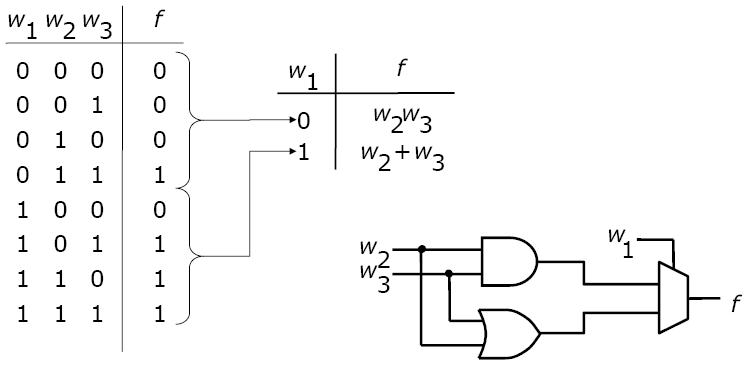 w1 w2 w3 f
0 0 0 0
0 0 1 0
0 1 0 0
0 1 1 1
1 0 0 0
1 0 1 1
1 1 0 1
1 1 1 1
w1 f
0 w2w3
1 w2+w3
w2
w3
w1
f